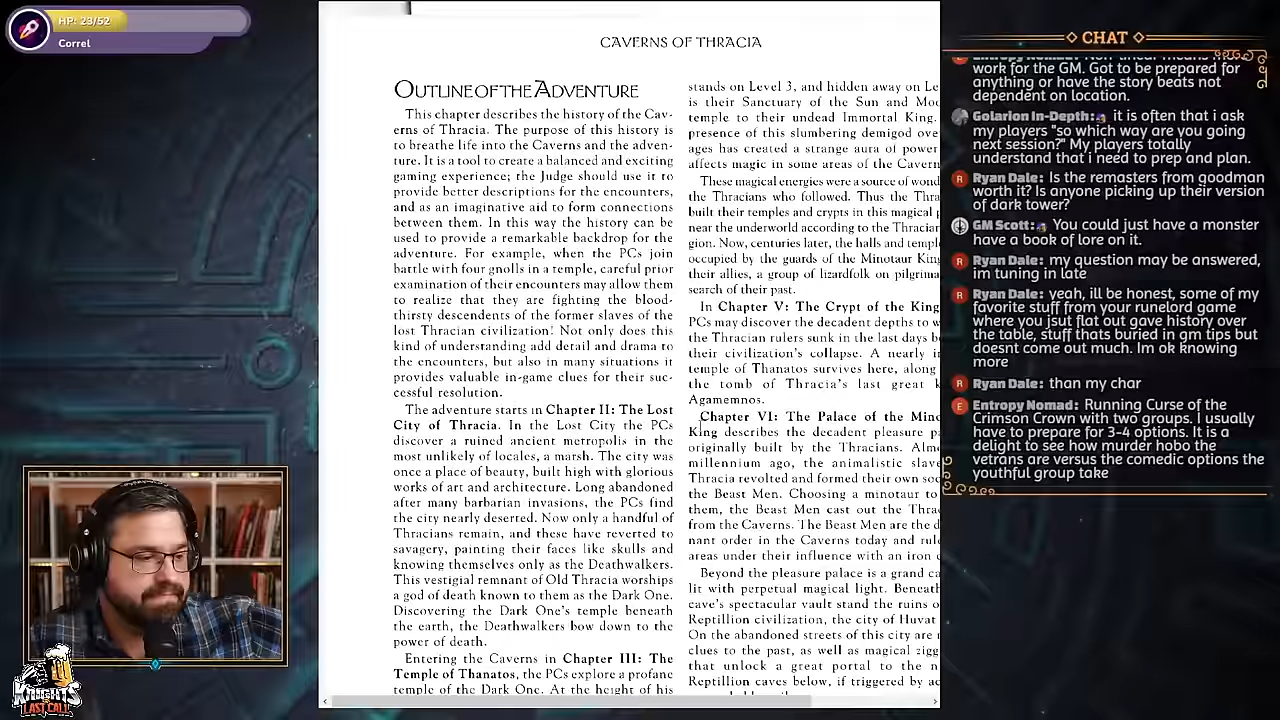 HP: 23/52
Correl
CAVERNS OF THRACIA
OUTLINE OF THE ADVENTURE
This chapter describes the history of the Cav-
erns of Thracia. The purpose of this history is
to breathe life into the Caverns and the adven-
ture. It is a tool to create a balanced and exciting
gaming experience; the Judge should use it to
provide better descriptions for the encounters,
and as an imaginative aid to form connections
between them. In this way the history can be
used to provide a remarkable backdrop for the
adventure. For example, when the PCs join
battle with four gnolls in a temple, careful prior
examination of their encounters may allow them
to realize that they are fighting the blood-
thirsty descendents of the former slaves of the
lost Thracian civilization! Not only does this
kind of understanding add detail and drama to
the encounters, but also in many situations it
provides valuable in-game clues for their suc-
cessful resolution.
The adventure starts in Chapter II: The Lost
City of Thracia. In the Lost City the PCs
discover a ruined ancient metropolis in the
most unlikely of locales, a marsh. The city was
once a place of beauty, built high with glorious
works of art and architecture. Long abandoned
after many barbarian invasions, the PCs find
the city nearly deserted. Now only a handful of
Thracians remain, and these have reverted to
savagery, painting their faces like skulls and
knowing themselves only as the Deathwalkers.
This vestigial remnant of Old Thracia worships
a god of death known to them as the Dark One.
Discovering the Dark One's temple beneath
the earth, the Deathwalkers bow down to the
power of death.
Entering the Caverns in Chapter III: The
Temple of Thanatos, the PCs explore a profane
temple of the Dark One. At the height of his
stands on Level 3, and hidden away on Le
is their Sanctuary of the Sun and Moo
temple to their undead Immortal King.
presence of this slumbering demigod ove
ages has created a strange aura of power
affects magic in some areas of the Cavern
These magical energies were a source of wond
the Thracians who followed. Thus the Thra
built their temples and crypts in this magical p
near the underworld according to the Thracian
gion. Now, centuries later, the halls and temple
occupied by the guards of the Minotaur King
their allies, a group of lizardfolk on pilgrima
search of their past.
In Chapter V: The Crypt of the King
PCs may discover the decadent depths to w
the Thracian rulers sunk in the last days b
their civilization's collapse. A nearly i
temple of Thanatos survives here, along
the tomb of Thracia's last great k
Agamemnos.
Chapter VI: The Palace of the Mino
King describes the decadent pleasure p
originally built by the Thracians. Almo
millennium ago, the animalistic slave
Thracia revolted and formed their own soc
the Beast Men. Choosing a minotaur to
them, the Beast Men cast out the Thra
from the Caverns. The Beast Men are the d
nant order in the Caverns today and rul
areas under their influence with an iron
Beyond the pleasure palace is a grand ca
lit with perpetual magical light. Beneath
cave's spectacular vault stand the ruins o
Reptillion civilization, the city of Huvat
On the abandoned streets of this city are
clues to the past, as well as magical zigg
that unlock a great portal to the n
Reptillion caves below, if triggered by ac
CHAT
work for the GM. Got to be prepared for
anything or have the story beats not
dependent on location.
Golarion In-Depth: it is often that i ask
my players "so which way are you going
next session?" My players totally
understand that i need to prep and plan.
Ryan Dale: Is the remasters from goodman
worth it? Is anyone picking up their version
of dark tower?
GM Scott: You could just have a monster
have a book of lore on it.
Ryan Dale: my question may be answered,
im tuning in late
Ryan Dale: yeah, ill be honest, some of my
favorite stuff from your runelord game
where you jsut flat out gave history over
the table, stuff thats buried in gm tips but
doesnt come out much. Im ok knowing
more
Ryan Dale: than my char
Entropy Nomad: Running Curse of the
Crimson Crown with two groups. I usually
have to prepare for 3-4 options. It is a
delight to see how murder hobo the
vetrans are versus the comedic options the
youthful group take
KNIGHTS
LAST CALL